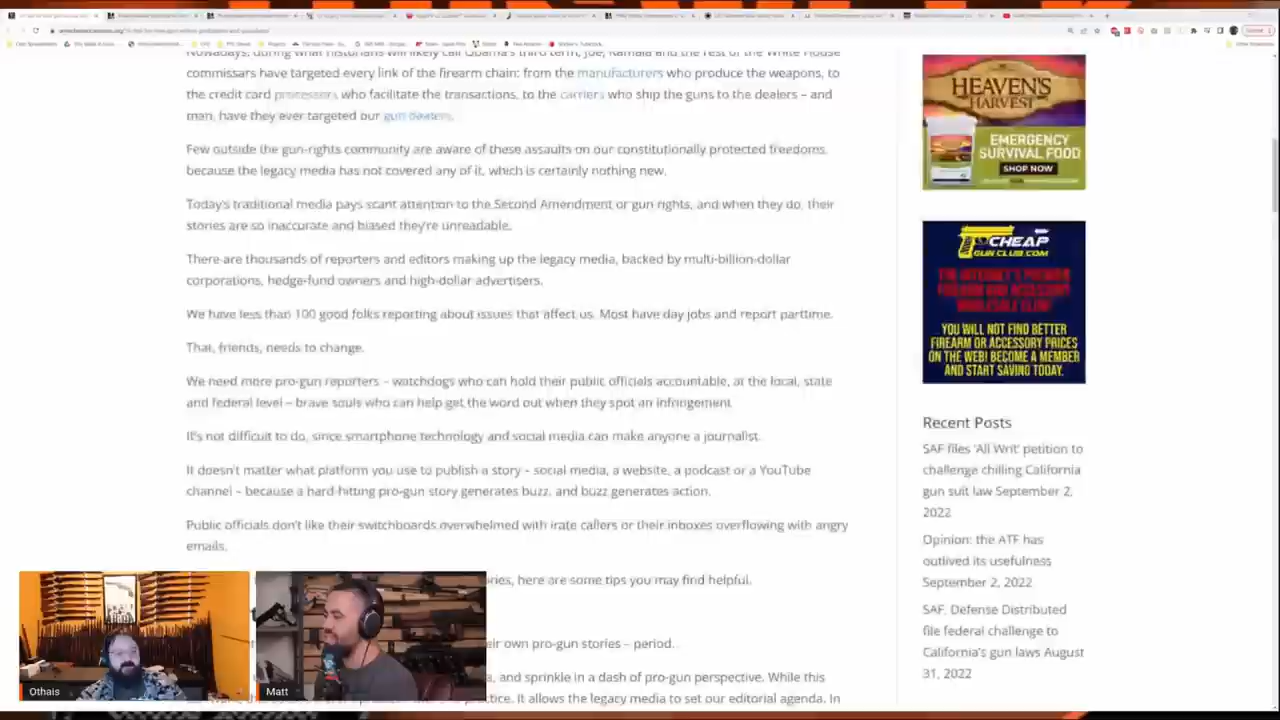 Nowadays, during what historians will likely call Obama's third term, Joe, Kamala and the rest of the White House
commissars have targeted every link of the firearm chain: from the manufacturers who produce the weapons, to
the credit card processors who facilitate the transactions, to the carriers who ship the guns to the dealers – and
man, have they ever targeted our gun dealers.
Few outside the gun-rights community are aware of these assaults on our constitutionally protected freedoms,
because the legacy media has not covered any of it, which is certainly nothing new.
Today's traditional media pays scant attention to the Second Amendment or gun rights, and when they do, their
stories are so inaccurate and biased they're unreadable.
There are thousands of reporters and editors making up the legacy media, backed by multi-billion-dollar
corporations, hedge-fund owners and high-dollar advertisers.
We have less than 100 good folks reporting about issues that affect us. Most have day jobs and report parttime.
That, friends, needs to change.
We need more pro-gun reporters – watchdogs who can hold their public officials accountable, at the local, state
and federal level – brave souls who can help get the word out when they spot an infringement.
It's not difficult to do, since smartphone technology and social media can make anyone a journalist.
It doesn't matter what platform you use to publish a story – social media, a website, a podcast or a YouTube
channel – because a hard-hitting pro-gun story generates buzz, and buzz generates action.
Public officials don't like their switchboards overwhelmed with irate callers or their inboxes overflowing with angry
emails.
ories, here are some tips you may find helpful.
eir own pro-gun stories – period.
a, and sprinkle in a dash of pro-gun perspective. While this
practice. It allows the legacy media to set our editorial agenda. In
HEAVEN'S
HARVEST
EMERGENCY
SURVIVAL FOOD
SHOP NOW
CHEAP
GUN CLUB.COM
THE INTERNET'S PREMIER
FIREARM AND ACCESSORY
WHOLESALE CLUB!
YOU WILL NOT FIND BETTER
FIREARM OR ACCESSORY PRICES
ON THE WEB! BECOME A MEMBER
AND START SAVING TODAY.
Recent Posts
SAF files 'All Writ' petition to
challenge chilling California
gun suit law September 2,
2022
Opinion: the ATF has
outlived its usefulness
September 2, 2022
SAF, Defense Distributed
file federal challenge to
California's gun laws August
31, 2022
Othais
Matt